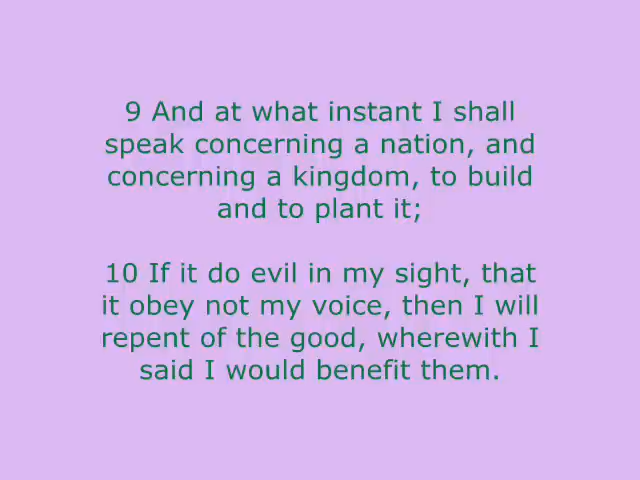 9 And at what instant I shall
speak concerning a nation, and
concerning a kingdom, to build
and to plant it;
10 If it do evil in my sight, that
it obey not my voice, then I will
repent of the good, wherewith I
said I would benefit them.